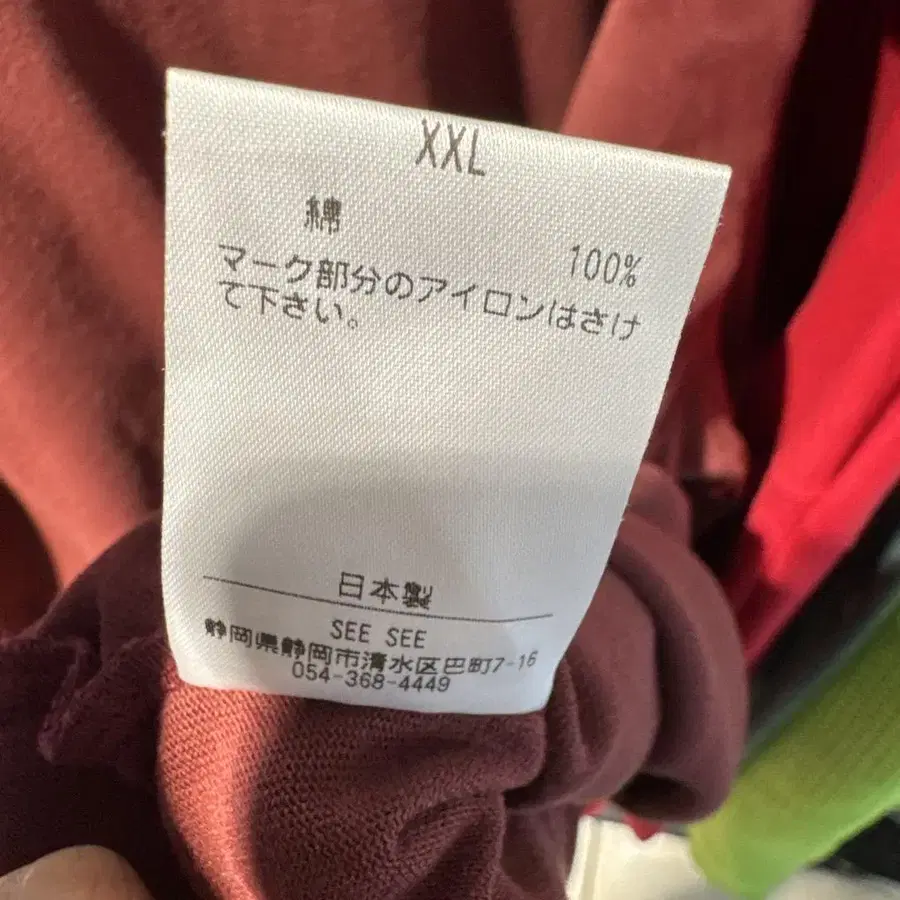 XXL
綿 100%
マーク部分のアイロンはさけ
て下さい。
日本製
SEE SEE
静岡県静岡市清水区巴町7-16
054-368-4449